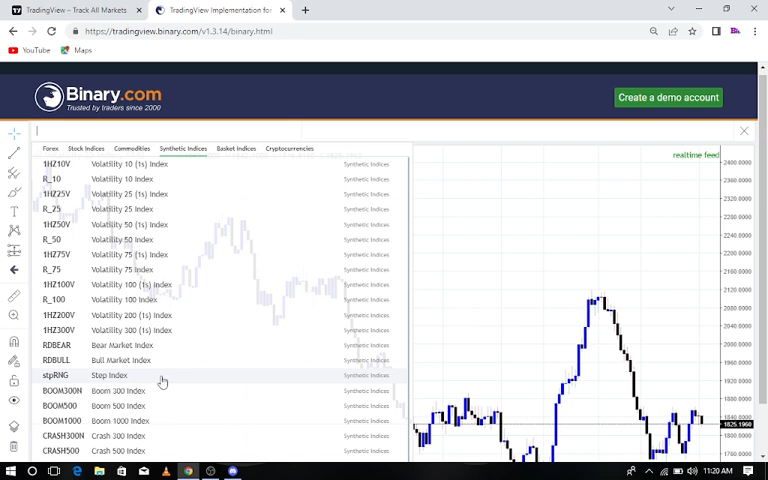 TradingView – Track All Markets
TradingView Implementation for
https://tradingview.binary.com/v1.3.14/binary.html
YouTube
Maps
Binary.com
Trusted by traders since 2000
Create a demo account
Forex
Stock Indices
Commodities
Synthetic Indices
Basket Indices
Cryptocurrencies
realtime feed
1HZ10V Volatility 10 (1s) Index Synthetic Indices
R_10 Volatility 10 Index Synthetic Indices
1HZ25V Volatility 25 (1s) Index Synthetic Indices
R_25 Volatility 25 Index Synthetic Indices
1HZ50V Volatility 50 (1s) Index Synthetic Indices
R_50 Volatility 50 Index Synthetic Indices
1HZ75V Volatility 75 (1s) Index Synthetic Indices
R_75 Volatility 75 Index Synthetic Indices
1HZ100V Volatility 100 (1s) Index Synthetic Indices
R_100 Volatility 100 Index Synthetic Indices
1HZ200V Volatility 200 (1s) Index Synthetic Indices
1HZ300V Volatility 300 (1s) Index Synthetic Indices
RDBEAR Bear Market Index Synthetic Indices
RDBULL Bull Market Index Synthetic Indices
stpRNG Step Index Synthetic Indices
BOOM300N Boom 300 Index Synthetic Indices
BOOM500 Boom 500 Index Synthetic Indices
BOOM1000 Boom 1000 Index Synthetic Indices
CRASH300N Crash 300 Index Synthetic Indices
CRASH500 Crash 500 Index Synthetic Indices
2400.0000
2360.0000
2320.0000
2280.0000
2240.0000
2200.0000
2160.0000
2120.0000
2080.0000
2040.0000
2000.0000
1960.0000
1920.0000
1880.0000
1840.0000
1825.1960
1800.0000
1760.0000
11:20 AM